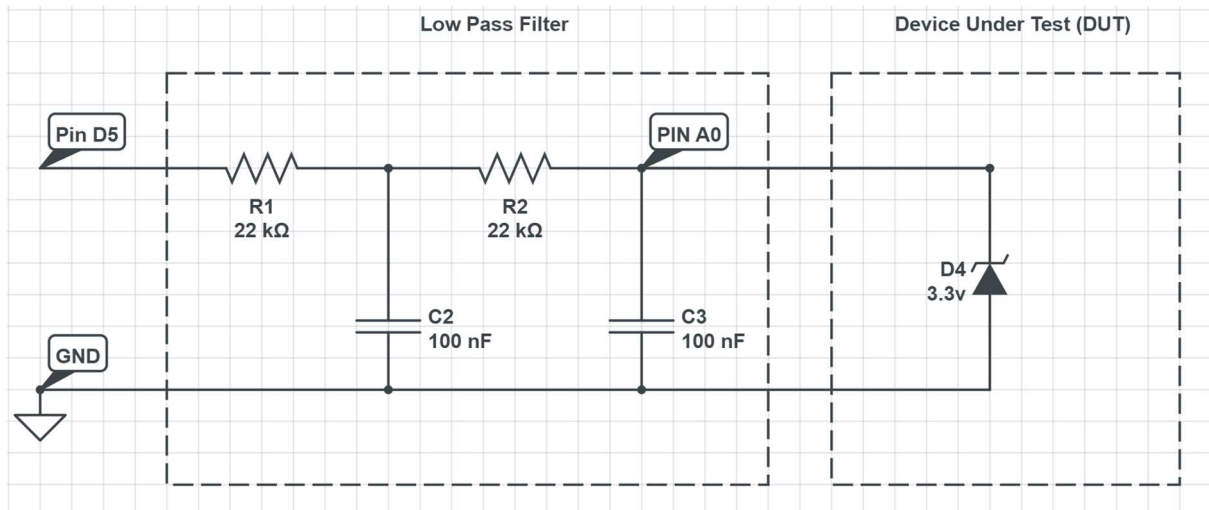 Low Pass Filter
Device Under Test (DUT)
Pin D5
PIN A0
R1
22 kΩ
R2
22 kΩ
D4
3.3v
C2
100 nF
C3
100 nF
GND